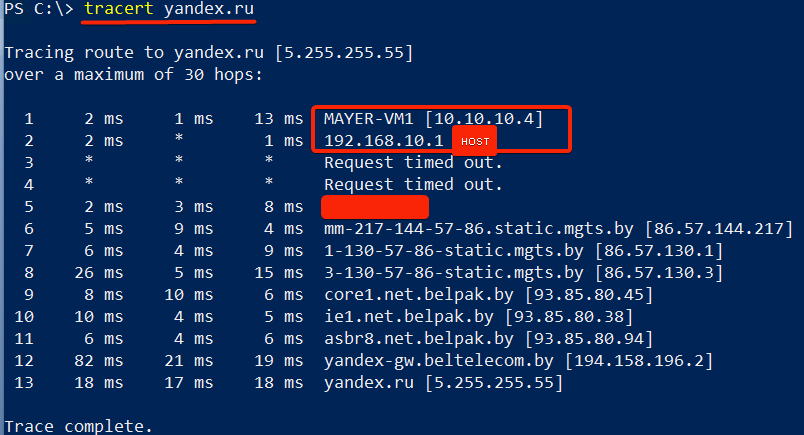 PS C:\> tracert yandex.ru
Tracing route to yandex.ru [5.255.255.55]
over a maximum of 30 hops:
1 2 ms 1 ms 13 ms MAYER-VM1 [10.10.10.4]
2 2 ms * 1 ms 192.168.10.1 HOST
3 * * * Request timed out.
4 * * * Request timed out.
5 2 ms 3 ms 8 ms
6 5 ms 9 ms 4 ms mm-217-144-57-86.static.mgts.by [86.57.144.217]
7 6 ms 4 ms 9 ms 1-130-57-86-static.mgts.by [86.57.130.1]
8 26 ms 5 ms 15 ms 3-130-57-86-static.mgts.by [86.57.130.3]
9 8 ms 10 ms 6 ms core1.net.belpak.by [93.85.80.45]
10 10 ms 4 ms 5 ms ie1.net.belpak.by [93.85.80.38]
11 6 ms 4 ms 6 ms asbr8.net.belpak.by [93.85.80.94]
12 82 ms 21 ms 19 ms yandex-gw.beltelecom.by [194.158.196.2]
13 18 ms 17 ms 18 ms yandex.ru [5.255.255.55]
Trace complete.